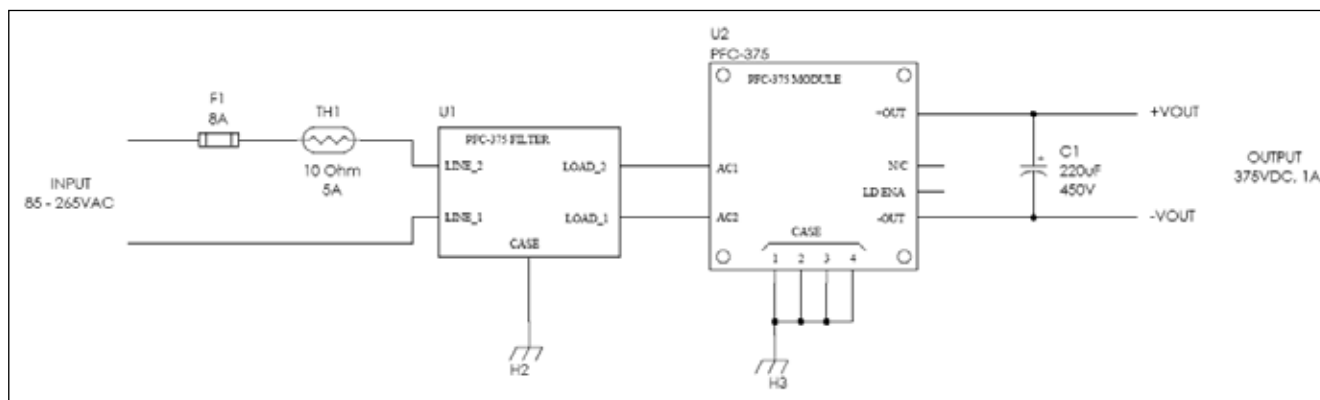 U2
PFC-375
PFC-375 MODULE
F1
8A
TH1
U1
PFC-375 FILTER
+OUT
+VOUT
10 Ohm
5A
LINE_2
LOAD_2
AC1
N/C
C1
220uF
450V
+
INPUT
85 - 265VAC
OUTPUT
375VDC, 1A
LD ENA
LINE_1
LOAD_1
AC2
-OUT
-VOUT
CASE
CASE
1 2 3 4
H2
H3